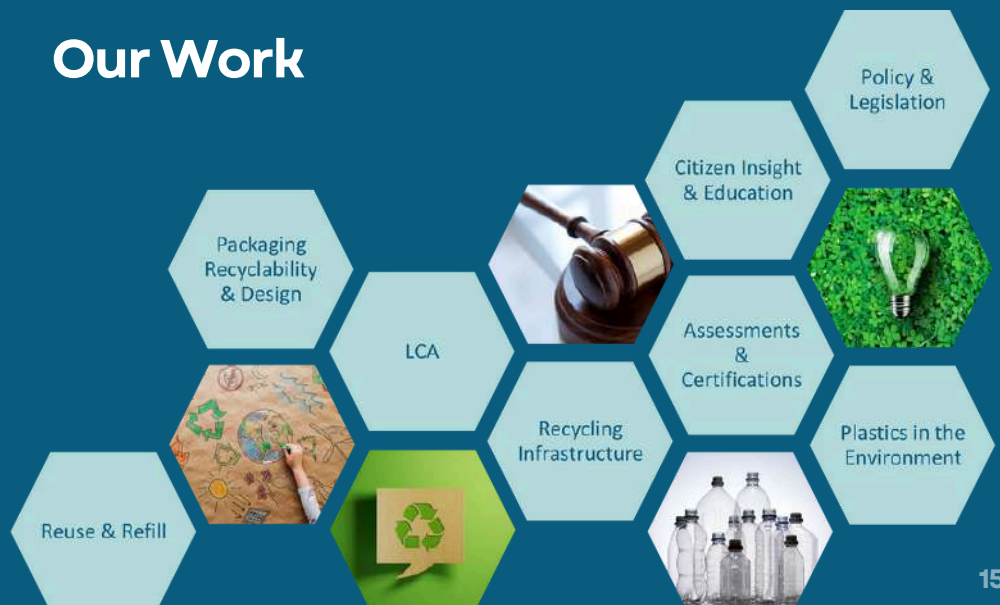 Our Work
Policy &
Legislation
Citizen Insight
& Education
Packaging
Recyclability
& Design
LCA
Assessments
&
Certifications
Recycling
Infrastructure
Plastics in the
Environment
Reuse & Refill
15